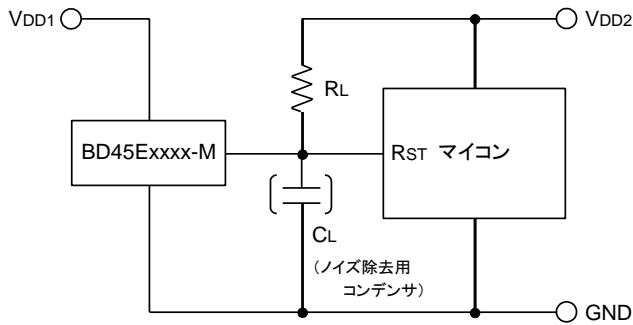 VDD1
VDD2
RL
BD45Exxxx-M
RST マイコン
CL
(ノイズ除去用
コンデンサ)
GND